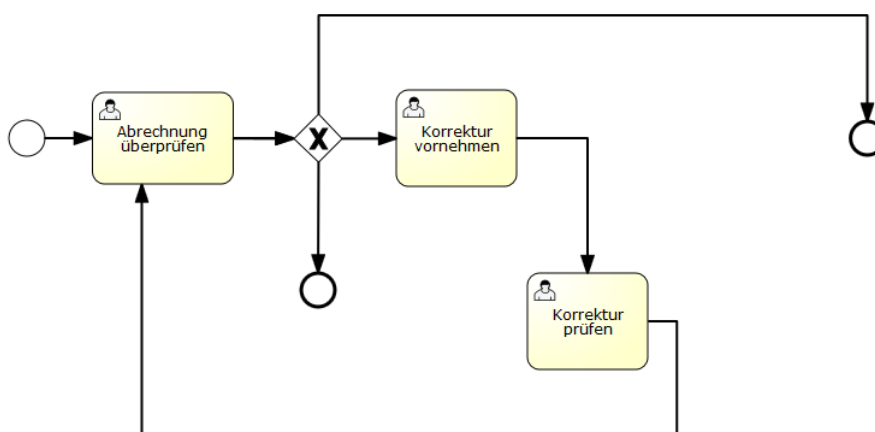 Abrechnung
überprüfen
Korrektur
vornehmen
Korrektur
prüfen